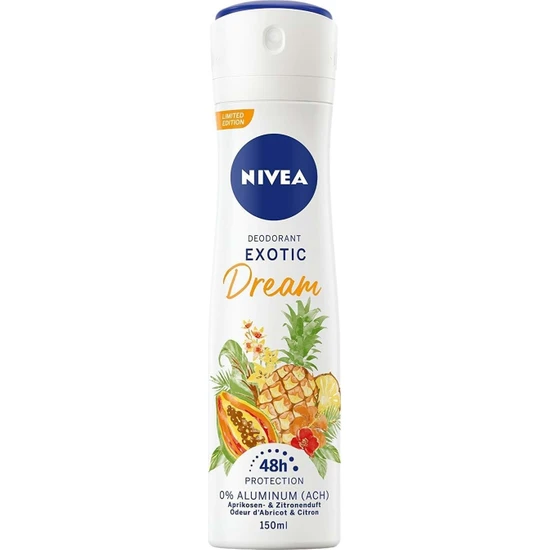 LIMITED
EDITION
NIVEA
DEODORANT
EXOTIC
Dream
48h
PROTECTION
0% ALUMINUM (ACH)
Aprikosen- & Zitronenduft
Odeur d'Abricot & Citron
150ml